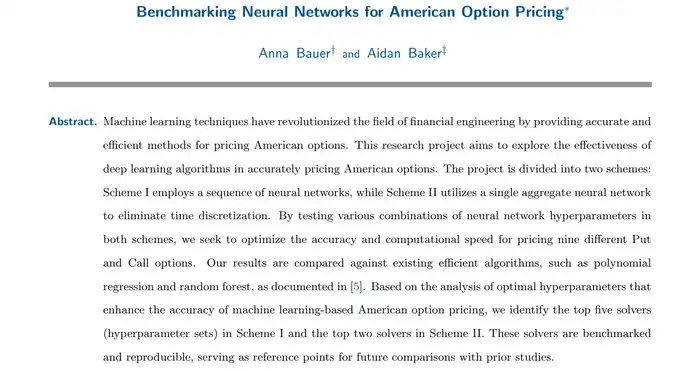 Benchmarking Neural Networks for American Option Pricing*
Anna Bauer† and Aidan Baker‡
Abstract. Machine learning techniques have revolutionized the field of financial engineering by providing accurate and
efficient methods for pricing American options. This research project aims to explore the effectiveness of
deep learning algorithms in accurately pricing American options. The project is divided into two schemes:
Scheme I employs a sequence of neural networks, while Scheme II utilizes a single aggregate neural network
to eliminate time discretization. By testing various combinations of neural network hyperparameters in
both schemes, we seek to optimize the accuracy and computational speed for pricing nine different Put
and Call options. Our results are compared against existing efficient algorithms, such as polynomial
regression and random forest, as documented in [5]. Based on the analysis of optimal hyperparameters that
enhance the accuracy of machine learning-based American option pricing, we identify the top five solvers
(hyperparameter sets) in Scheme I and the top two solvers in Scheme II. These solvers are benchmarked
and reproducible, serving as reference points for future comparisons with prior studies.